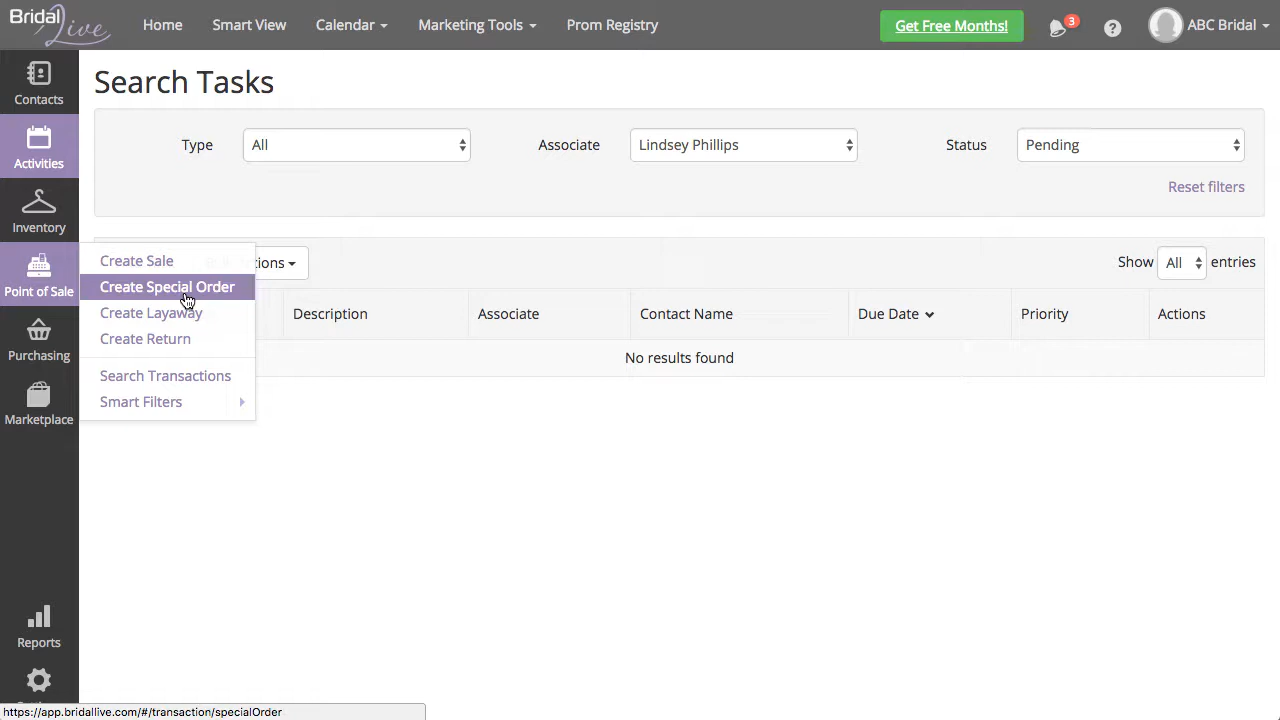 Bridal Live
Home
Smart View
Calendar
Marketing Tools
Prom Registry
Get Free Months!
3
?
ABC Bridal
Contacts
Activities
Inventory
Point of Sale
Purchasing
Marketplace
Reports
Search Tasks
Type
All
Associate
Lindsey Phillips
Status
Pending
Reset filters
Create Sale
Create Special Order
Create Layaway
Create Return
Search Transactions
Smart Filters
Show
All
entries
Description
Associate
Contact Name
Due Date
Priority
Actions
No results found
https://app.bridallive.com/#/transaction/specialOrder